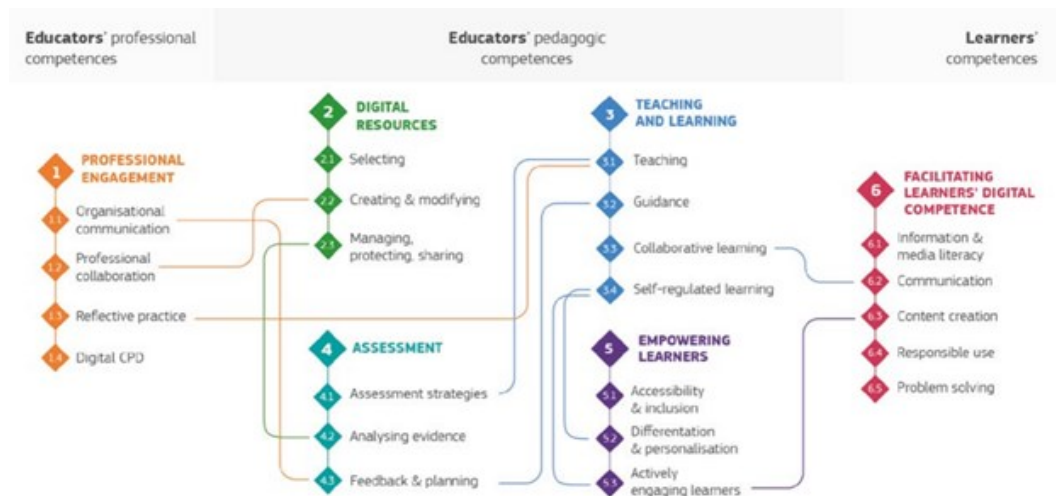 Educators' professional
competences
Educators' pedagogic
competences
Learners'
competences
1
PROFESSIONAL
ENGAGEMENT
1.1
Organisational
communication
1.2
Professional
collaboration
1.3
Reflective practice
1.4
Digital CPD
2
DIGITAL
RESOURCES
2.1
Selecting
2.2
Creating & modifying
2.3
Managing,
protecting, sharing
4
ASSESSMENT
4.1
Assessment strategies
4.2
Analysing evidence
4.3
Feedback & planning
3
TEACHING
AND LEARNING
3.1
Teaching
3.2
Guidance
3.3
Collaborative learning
3.4
Self-regulated learning
5
EMPOWERING
LEARNERS
5.1
Accessibility
& inclusion
5.2
Differentation
& personalisation
5.3
Actively
engaging learners
6
FACILITATING
LEARNERS' DIGITAL
COMPETENCE
6.1
Information &
media literacy
6.2
Communication
6.3
Content creation
6.4
Responsible use
6.5
Problem solving